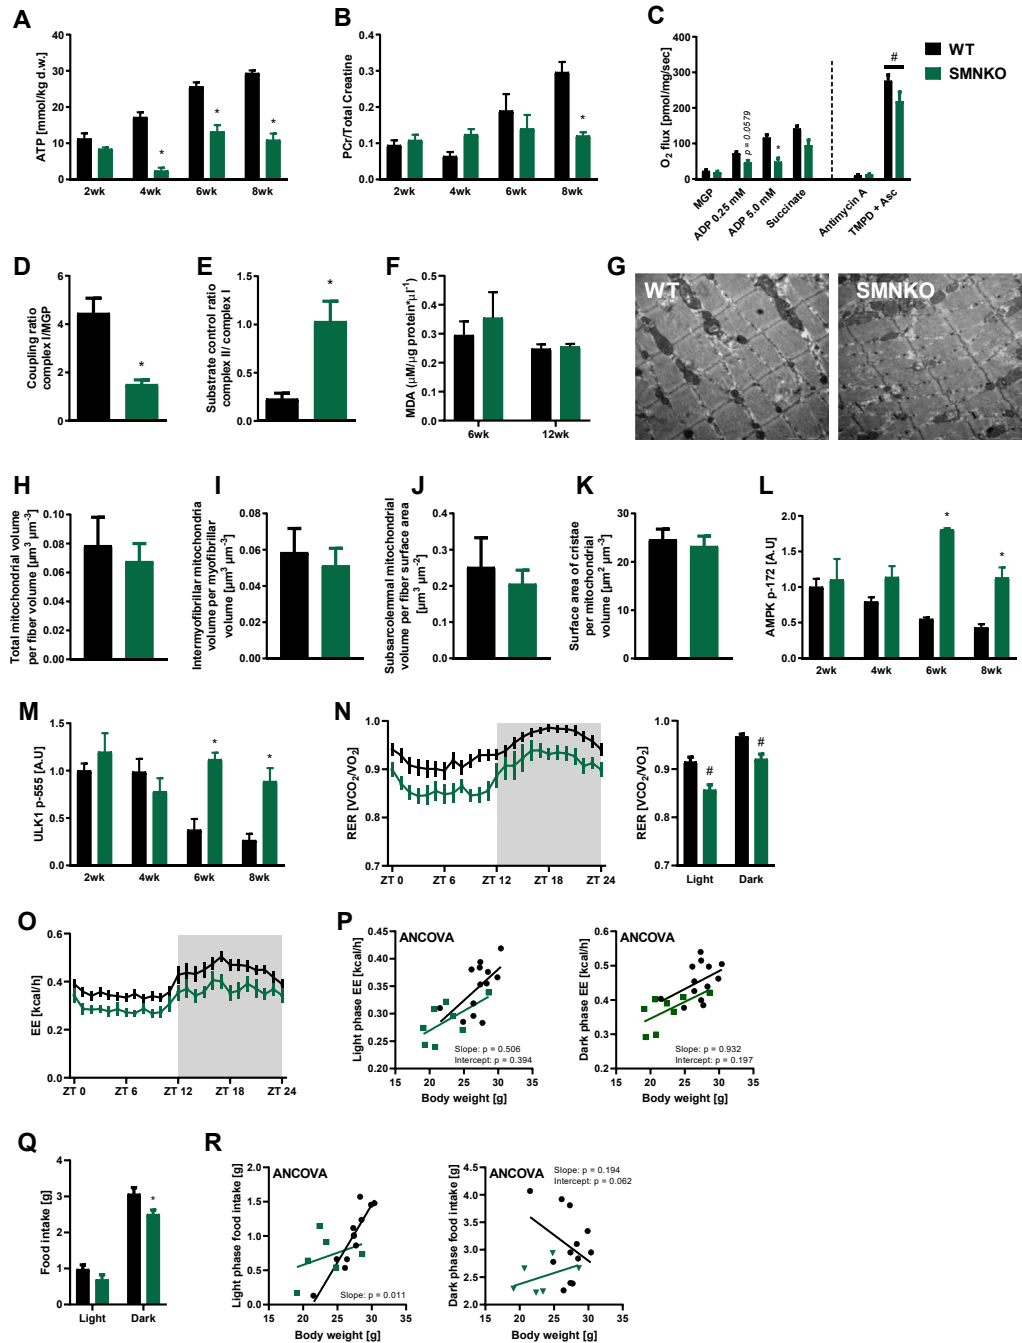 A
ATP [mmol/kg d.w.]
40
30
20
10
0
2wk 4wk 6wk 8wk
* * *
B
PCr/Total Creatine
0.4
0.3
0.2
0.1
0.0
2wk 4wk 6wk 8wk
*
C
O2 flux [pmol/mg/sec]
400
300
200
100
0
p = 0.0579
*
#
MGP
ADP 0.25 mM
ADP 5.0 mM
Succinate
Antimycin A
TMPD + Asc
WT
SMNKO
D
Coupling ratio
complex I/MGP
6
4
2
0
*
E
Substrate control ratio
complex II/ complex I
1.5
1.0
0.5
0.0
*
F
MDA (µM/µg protein*µl-1)
0.5
0.4
0.3
0.2
0.1
0.0
6wk 12wk
G
WT
SMNKO
H
Total mitochondrial volume
per fiber volume [µm3 µm-3]
0.10
0.08
0.06
0.04
0.02
0.00
I
Intermyofibrillar mitochondria
volume per myofibrillar
volume [µm3 µm-3]
0.08
0.06
0.04
0.02
0.00
J
Subsarcolemmal mitochondrial
volume per fiber surface area
[µm3 µm-2]
0.4
0.3
0.2
0.1
0.0
K
Surface area of cristae
per mitochondrial
volume [µm2 µm-3]
30
20
10
0
L
AMPK p-172 [A.U]
2.0
1.5
1.0
0.5
0.0
2wk 4wk 6wk 8wk
* *
M
ULK1 p-555 [A.U]
1.5
1.0
0.5
0.0
2wk 4wk 6wk 8wk
* *
N
RER [VCO2/VO2]
1.0
0.9
0.8
0.7
ZT 0 ZT 6 ZT 12 ZT 18 ZT 24
RER [VCO2/VO2]
1.0
0.9
0.8
0.7
# #
Light Dark
O
EE [kcal/h]
0.6
0.4
0.2
0.0
ZT 0 ZT 6 ZT 12 ZT 18 ZT 24
P
ANCOVA
Light phase EE [kcal/h]
0.45
0.40
0.35
0.30
0.25
0.20
Slope: p = 0.506
Intercept: p = 0.394
15 20 25 30 35
Body weight [g]
ANCOVA
Dark phase EE [kcal/h]
0.6
0.5
0.4
0.3
0.2
Slope: p = 0.932
Intercept: p = 0.197
15 20 25 30 35
Body weight [g]
Q
Food intake [g]
4
3
2
1
0
*
Light Dark
R
ANCOVA
Light phase food intake [g]
2.0
1.5
1.0
0.5
0.0
Slope: p = 0.011
15 20 25 30 35
Body weight [g]
ANCOVA
Slope: p = 0.194
Intercept: p = 0.062
Dark phase food intake [g]
4.5
4.0
3.5
3.0
2.5
2.0
15 20 25 30 35
Body weight [g]